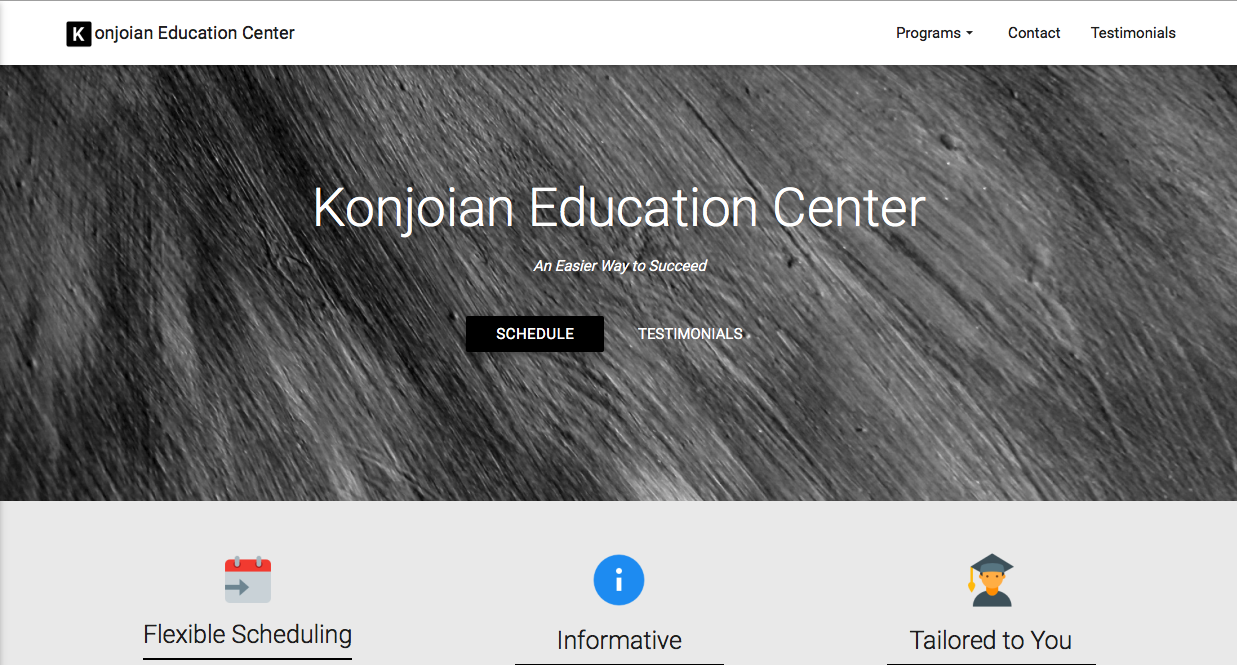 Konjoian Education Center
Programs Contact Testimonials
Konjoian Education Center
An Easier Way to Succeed
SCHEDULE TESTIMONIALS
Flexible Scheduling Informative Tailored to You